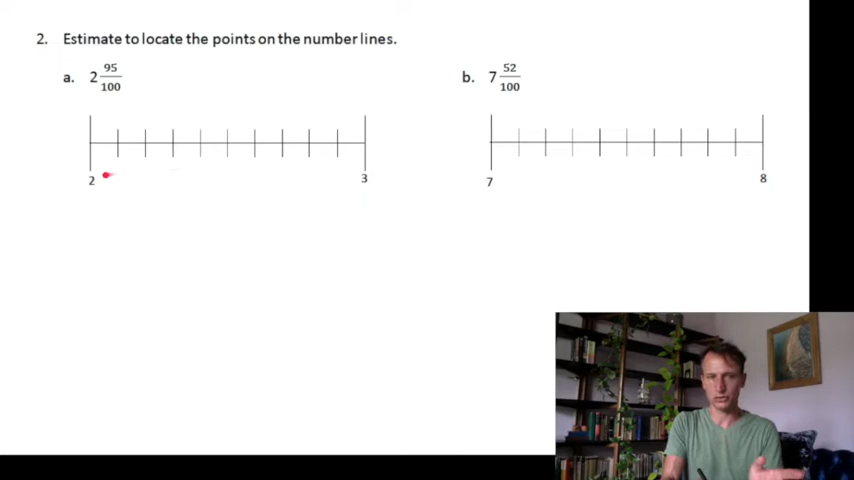 2. Estimate to locate the points on the number lines.
a. 2 95/100
b. 7 52/100
2 3
7 8